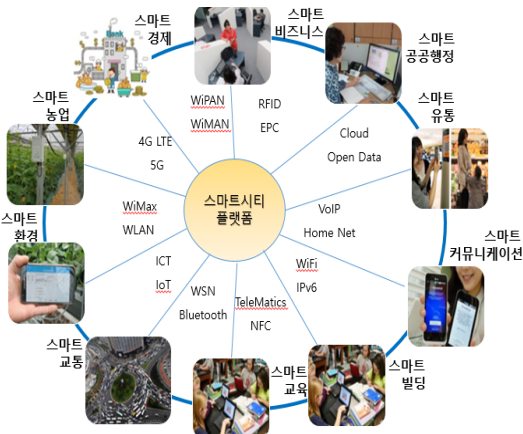 스마트
경제
스마트
비즈니스
스마트
공공행정
스마트
유통
스마트
커뮤니케이션
스마트
빌딩
스마트
교육
스마트
교통
스마트
환경
스마트
농업
Bank
스마트시티
플랫폼
WiPAN
WiMAN
RFID
EPC
Cloud
Open Data
VoIP
Home Net
WiFi
IPv6
TeleMatics
NFC
WSN
Bluetooth
ICT
IoT
WiMax
WLAN
4G LTE
5G